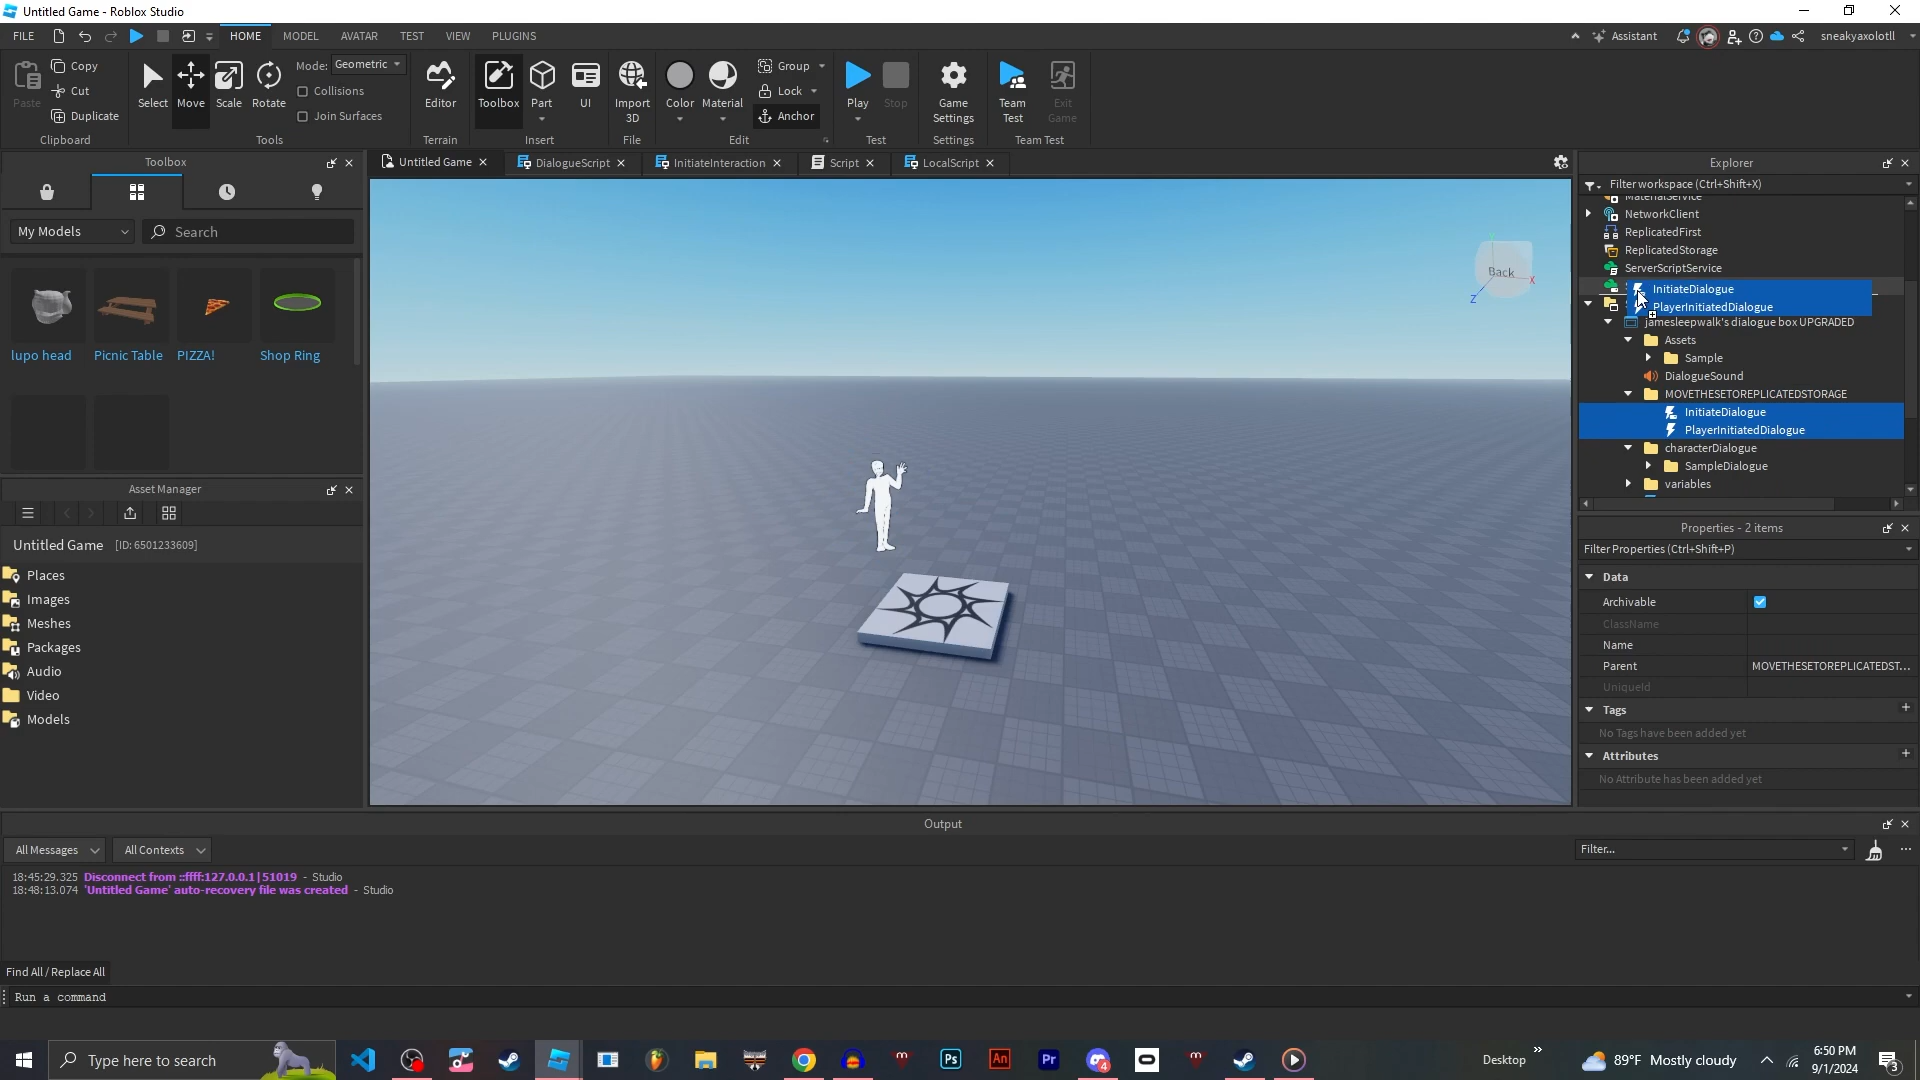 Untitled Game - Roblox Studio
FILE
HOME
MODEL
AVATAR
TEST
VIEW
PLUGINS
Assistant
sneakyaxolotll
Paste
Copy
Cut
Duplicate
Clipboard
Select
Move
Scale
Rotate
Mode: Geometric
Collisions
Join Surfaces
Tools
Editor
Terrain
Toolbox
Part
UI
Insert
Import
3D
File
Color
Material
Group
Lock
Anchor
Edit
Play
Stop
Test
Game
Settings
Settings
Team
Test
Exit
Game
Team Test
Toolbox
My Models
Search
lupo head
Picnic Table
PIZZA!
Shop Ring
Asset Manager
Untitled Game [ID: 6501233609]
Places
Images
Meshes
Packages
Audio
Video
Models
Untitled Game
DialogueScript
InitiateInteraction
Script
LocalScript
Back
X
Z
Explorer
Filter workspace (Ctrl+Shift+X)
MaterialService
NetworkClient
ReplicatedFirst
ReplicatedStorage
ServerScriptService
InitiateDialogue
PlayerInitiatedDialogue
jamesleepwalk's dialogue box UPGRADED
Assets
Sample
DialogueSound
MOVETHESETOREPLICATEDSTORAGE
InitiateDialogue
PlayerInitiatedDialogue
characterDialogue
SampleDialogue
variables
Properties - 2 items
Filter Properties (Ctrl+Shift+P)
Data
Archivable
ClassName
Name
Parent MOVETHESETOREPLICATEDST...
UniqueId
Tags
No Tags have been added yet
Attributes
No Attribute has been added yet
Output
All Messages
All Contexts
Filter...
18:45:29.325 Disconnect from ::ffff:127.0.0.1|51019 - Studio
18:48:13.074 'Untitled Game' auto-recovery file was created - Studio
Find All / Replace All
Run a command
Type here to search
Ps
An
Pr
4
Desktop
89°F Mostly cloudy
6:50 PM
9/1/2024
3